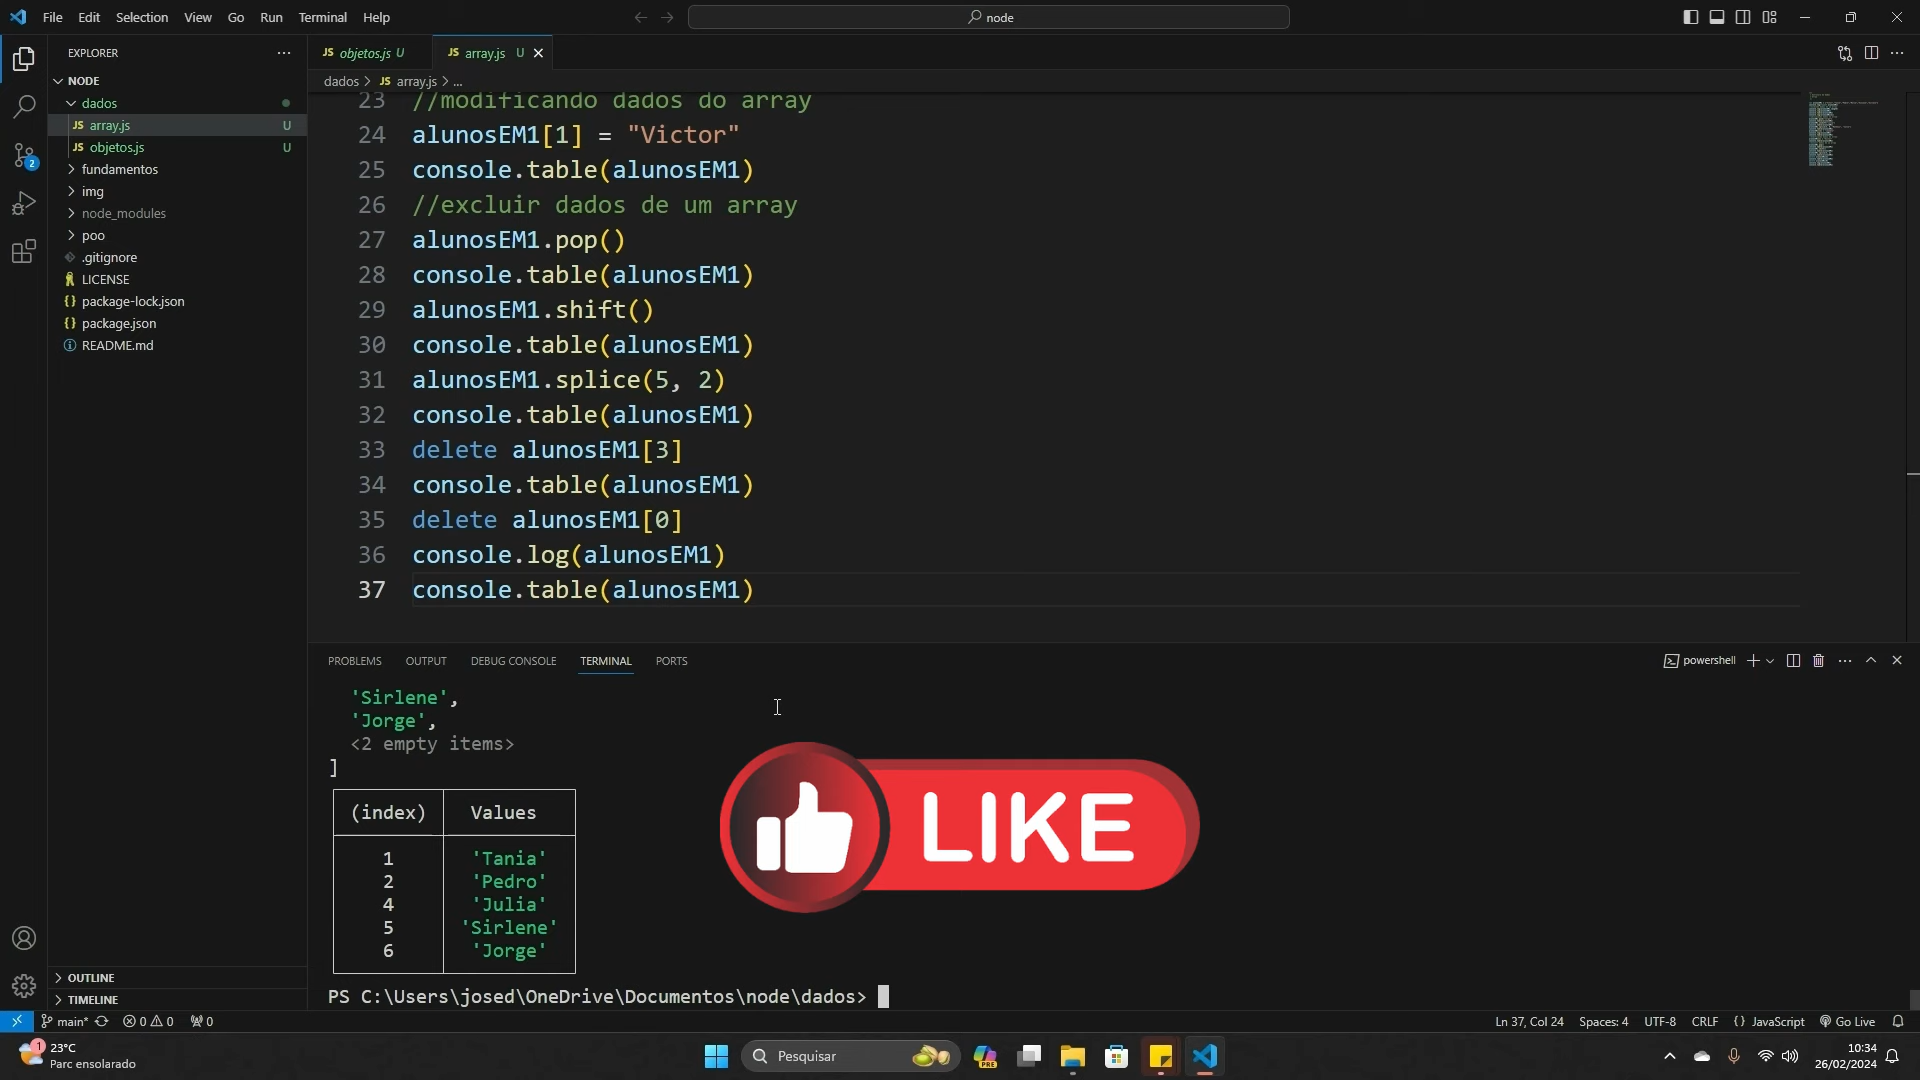 File Edit Selection View Go Run Terminal Help
node
EXPLORER
JS objetos.js U
JS array.js U
NODE
dados
JS array.js U
JS objetos.js U
fundamentos
img
node_modules
poo
.gitignore
LICENSE
{} package-lock.json
{} package.json
README.md
OUTLINE
TIMELINE
2
dados > JS array.js > ...
23 //modificando dados do array
24 alunosEM1[1] = "Victor"
25 console.table(alunosEM1)
26 //excluir dados de um array
27 alunosEM1.pop()
28 console.table(alunosEM1)
29 alunosEM1.shift()
30 console.table(alunosEM1)
31 alunosEM1.splice(5, 2)
32 console.table(alunosEM1)
33 delete alunosEM1[3]
34 console.table(alunosEM1)
35 delete alunosEM1[0]
36 console.log(alunosEM1)
37 console.table(alunosEM1)
PROBLEMS OUTPUT DEBUG CONSOLE TERMINAL PORTS
powershell
'Sirlene',
'Jorge',
<2 empty items>
]
(index) Values
1 'Tania'
2 'Pedro'
4 'Julia'
5 'Sirlene'
6 'Jorge'
LIKE
PS C:\Users\josed\OneDrive\Documentos\node\dados>
main* 0 0 0
Ln 37, Col 24 Spaces: 4 UTF-8 CRLF {} JavaScript Go Live
1
23°C
Parc ensolarado
Pesquisar
PRE
10:34
26/02/2024